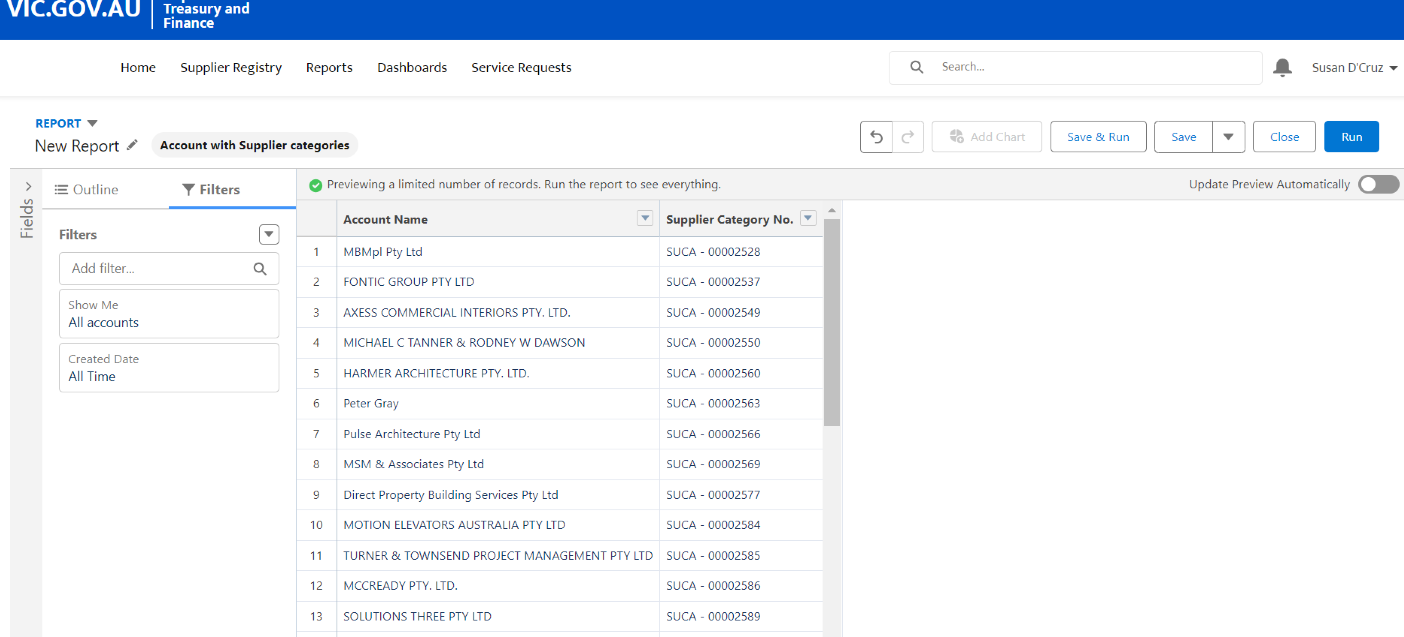 VIC.GOV.AU
Treasury and
Finance
Home Supplier Registry Reports Dashboards Service Requests
Search...
Susan D'Cruz
REPORT
New Report
Account with Supplier categories
Add Chart
Save & Run
Save
Close
Run
Fields
Outline
Filters
Previewing a limited number of records. Run the report to see everything.
Update Preview Automatically
Filters
Add filter...
Show Me
All accounts
Created Date
All Time
Account Name Supplier Category No.
1 MBMpl Pty Ltd SUCA - 00002528
2 FONTIC GROUP PTY LTD SUCA - 00002537
3 AXESS COMMERCIAL INTERIORS PTY. LTD. SUCA - 00002549
4 MICHAEL C TANNER & RODNEY W DAWSON SUCA - 00002550
5 HARMER ARCHITECTURE PTY. LTD. SUCA - 00002560
6 Peter Gray SUCA - 00002563
7 Pulse Architecture Pty Ltd SUCA - 00002566
8 MSM & Associates Pty Ltd SUCA - 00002569
9 Direct Property Building Services Pty Ltd SUCA - 00002577
10 MOTION ELEVATORS AUSTRALIA PTY LTD SUCA - 00002584
11 TURNER & TOWNSEND PROJECT MANAGEMENT PTY LTD SUCA - 00002585
12 MCCREADY PTY. LTD. SUCA - 00002586
13 SOLUTIONS THREE PTY LTD SUCA - 00002589